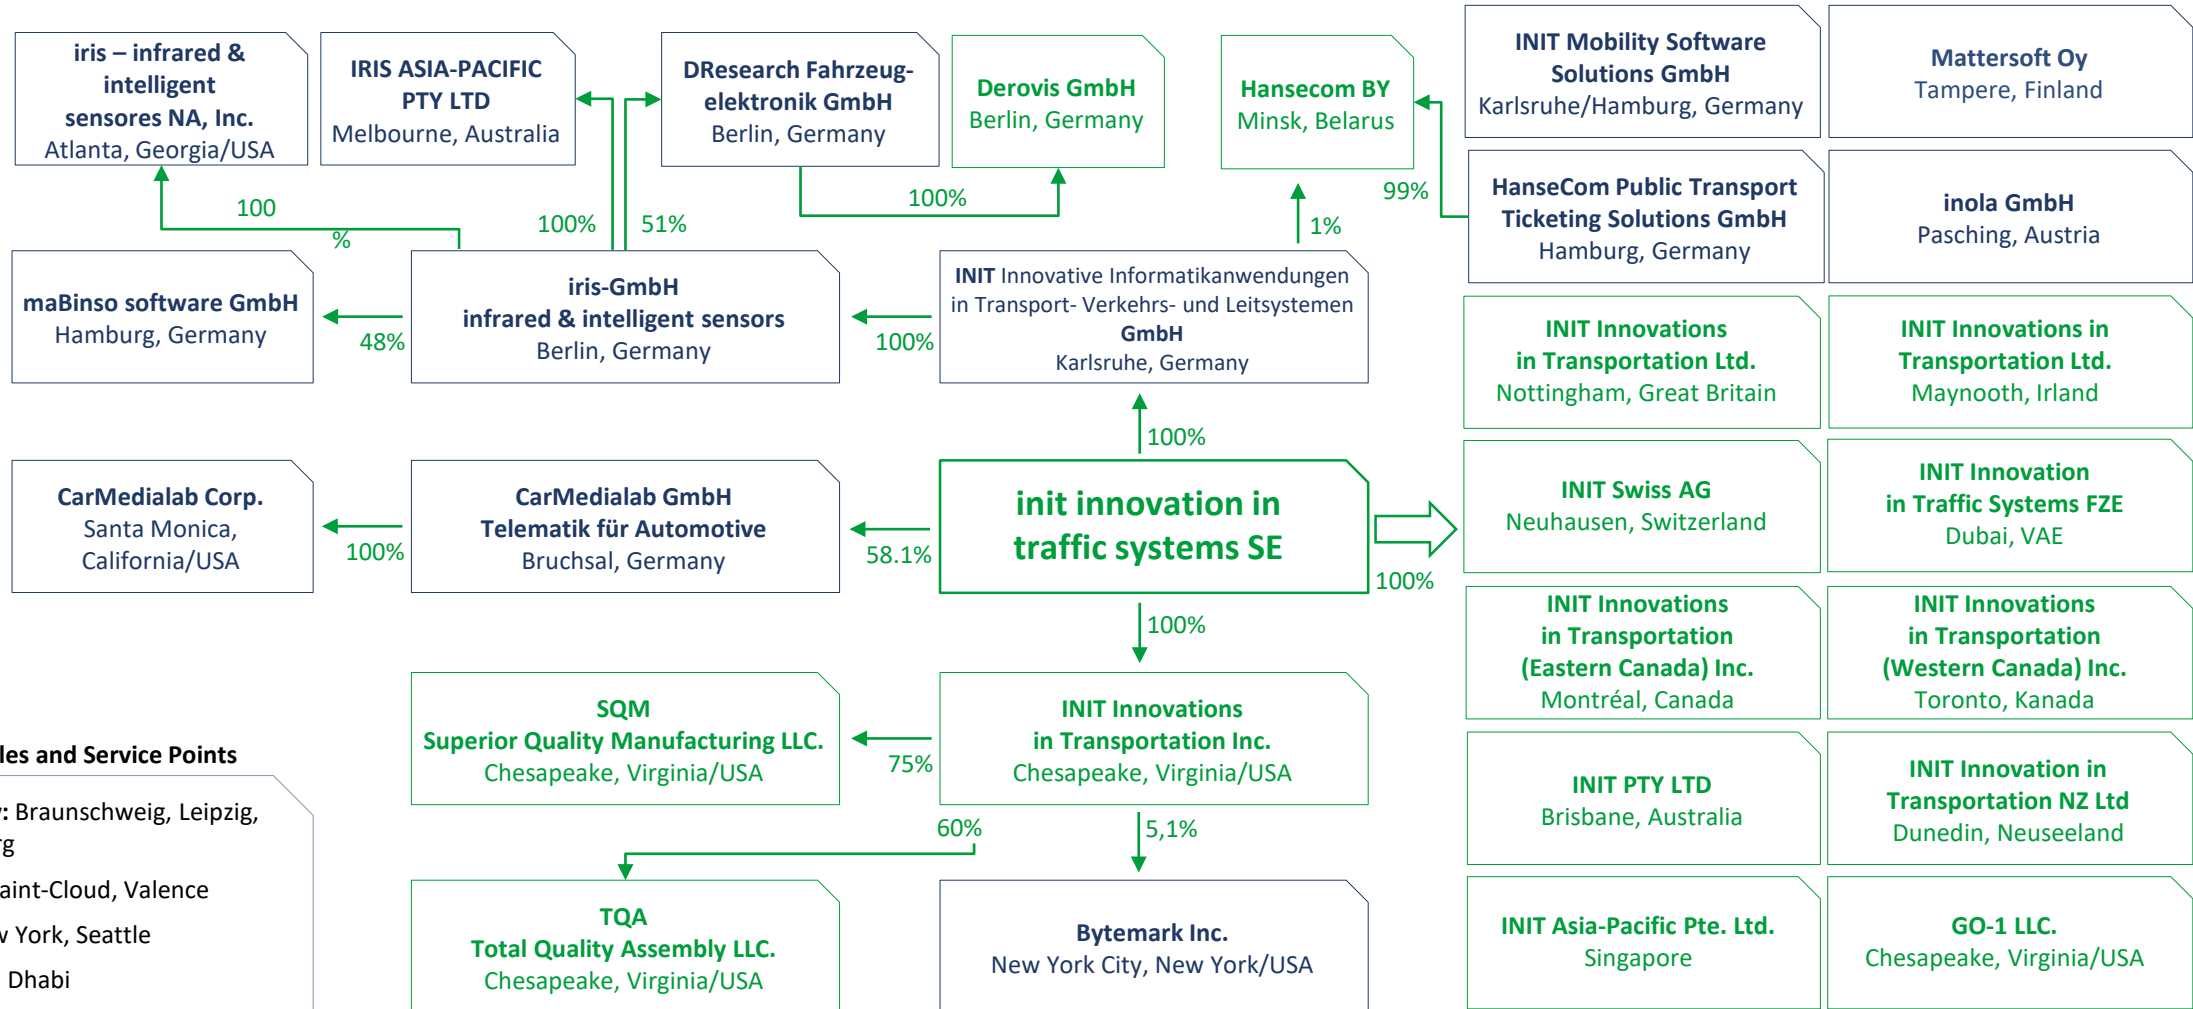 iris – infrared &
intelligent
sensores NA, Inc.
Atlanta, Georgia/USA
IRIS ASIA-PACIFIC
PTY LTD
Melbourne, Australia
DResearch Fahrzeug-
elektronik GmbH
Berlin, Germany
Derovis GmbH
Berlin, Germany
Hansecom BY
Minsk, Belarus
INIT Mobility Software
Solutions GmbH
Karlsruhe/Hamburg, Germany
Mattersoft Oy
Tampere, Finland
100
%
100%
51%
100%
1%
99%
HanseCom Public Transport
Ticketing Solutions GmbH
Hamburg, Germany
inola GmbH
Pasching, Austria
maBinso software GmbH
Hamburg, Germany
48%
iris-GmbH
infrared & intelligent sensors
Berlin, Germany
100%
INIT Innovative Informatikanwendungen
in Transport- Verkehrs- und Leitsystemen
GmbH
Karlsruhe, Germany
INIT Innovations
in Transportation Ltd.
Nottingham, Great Britain
INIT Innovations in
Transportation Ltd.
Maynooth, Irland
100%
CarMedialab Corp.
Santa Monica,
California/USA
100%
CarMedialab GmbH
Telematik für Automotive
Bruchsal, Germany
58.1%
init innovation in
traffic systems SE
100%
INIT Swiss AG
Neuhausen, Switzerland
INIT Innovation
in Traffic Systems FZE
Dubai, VAE
100%
INIT Innovations
in Transportation
(Eastern Canada) Inc.
Montréal, Canada
INIT Innovations
in Transportation
(Western Canada) Inc.
Toronto, Kanada
SQM
Superior Quality Manufacturing LLC.
Chesapeake, Virginia/USA
75%
INIT Innovations
in Transportation Inc.
Chesapeake, Virginia/USA
INIT PTY LTD
Brisbane, Australia
INIT Innovation in
Transportation NZ Ltd
Dunedin, Neuseeland
60%
5,1%
TQA
Total Quality Assembly LLC.
Chesapeake, Virginia/USA
Bytemark Inc.
New York City, New York/USA
INIT Asia-Pacific Pte. Ltd.
Singapore
GO-1 LLC.
Chesapeake, Virginia/USA
and Service Points
Braunschweig, Leipzig,
Valence
York, Seattle
Dhabi